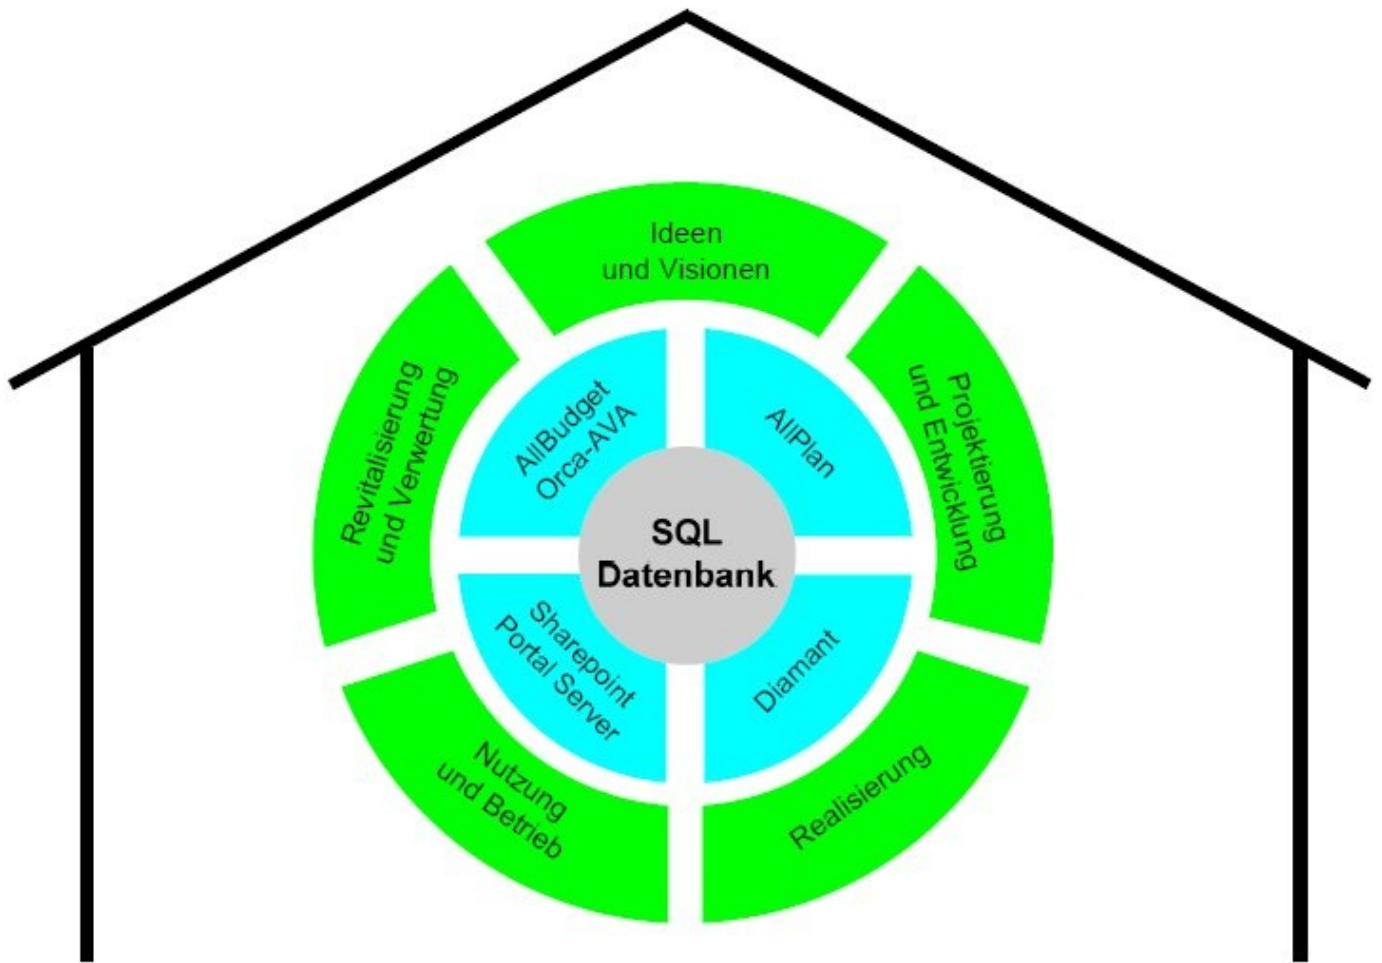 Ideen
und Visionen
Projektierung
und Entwicklung
Realisierung
Nutzung
und Betrieb
Revitalisierung
und Verwertung
AllBudget
Orca-AVA
AllPlan
Diamant
Sharepoint
Portal Server
SQL
Datenbank